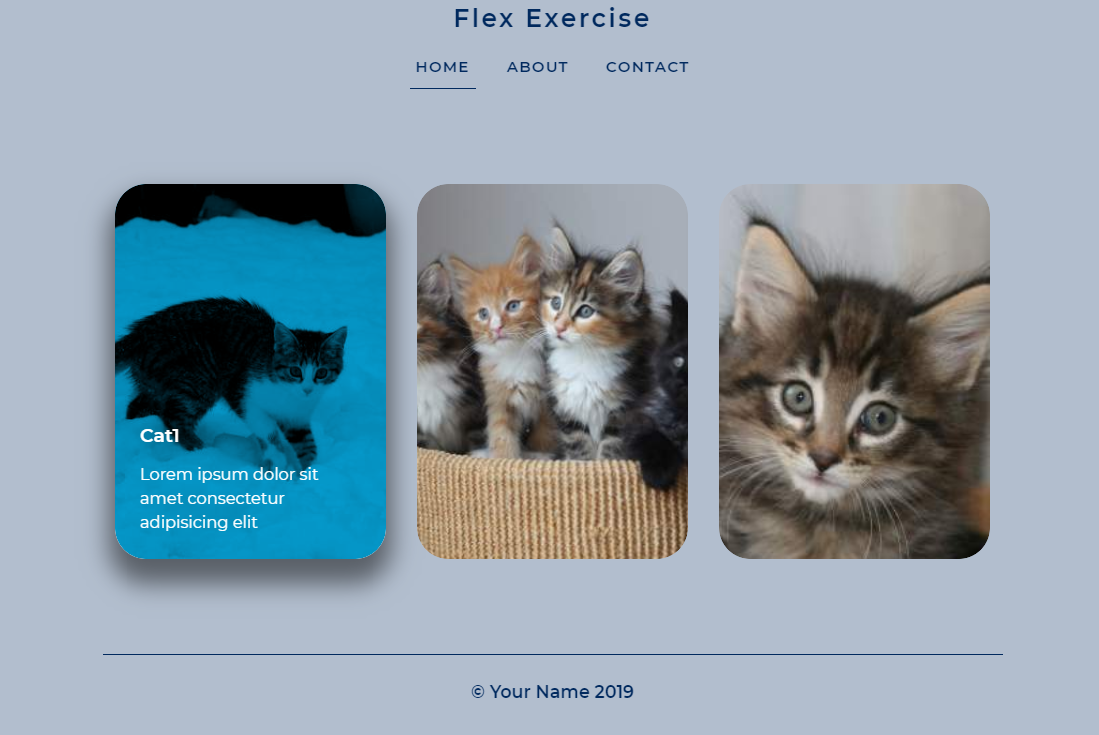 Flex Exercise
HOME ABOUT CONTACT
Cat1
Lorem ipsum dolor sit
amet consectetur
adipisicing elit
© Your Name 2019